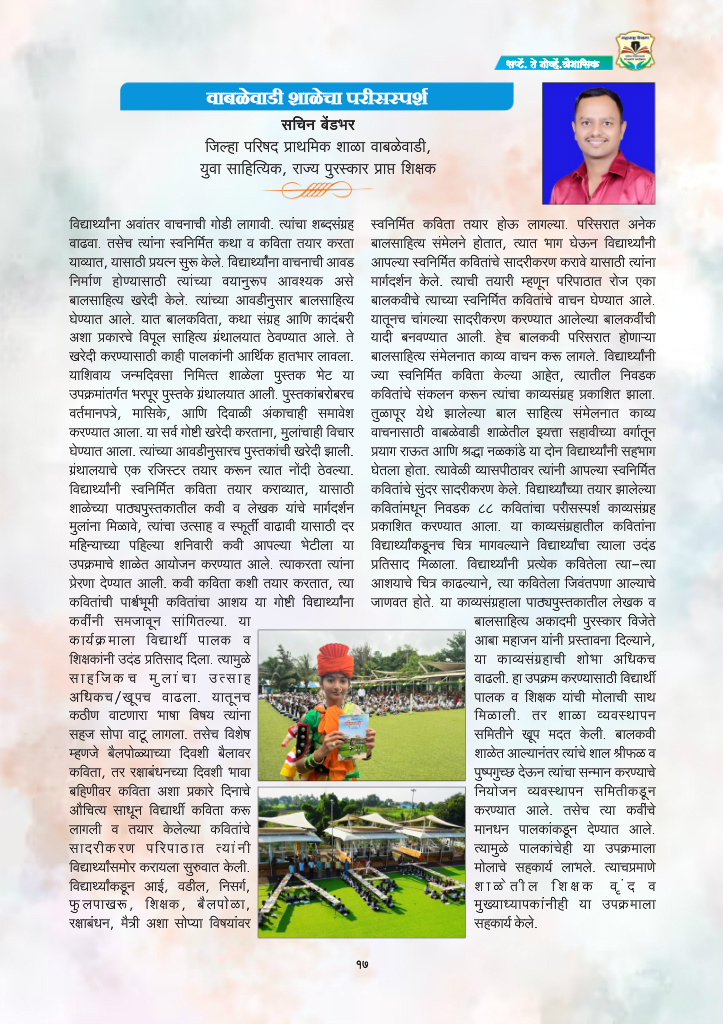 सप्टें. ते नोव्हें.त्रैमासिक
वाबळेवाडी शाळेचा परीसस्पर्श
सचिन बेंडभर
जिल्हा परिषद प्राथमिक शाळा वाबळेवाडी,
युवा साहित्यिक, राज्य पुरस्कार प्राप्त शिक्षक
विद्यार्थ्यांना अवांतर वाचनाची गोडी लागावी. त्यांचा शब्दसंग्रह
वाढवा. तसेच त्यांना स्वनिर्मित कथा व कविता तयार करता
याव्यात, यासाठी प्रयत्न सुरू केले. विद्यार्थ्यांना वाचनाची आवड
निर्माण होण्यासाठी त्यांच्या वयानुरूप आवश्यक असे
बालसाहित्य खरेदी केले. त्यांच्या आवडीनुसार बालसाहित्य
घेण्यात आले. यात बालकविता, कथा संग्रह आणि कादंबरी
अशा प्रकारचे विपूल साहित्य ग्रंथालयात ठेवण्यात आले. ते
खरेदी करण्यासाठी काही पालकांनी आर्थिक हातभार लावला.
याशिवाय जन्मदिवसा निमित्त शाळेला पुस्तक भेट या
उपक्रमांतर्गत भरपूर पुस्तके ग्रंथालयात आली. पुस्तकांबरोबरच
वर्तमानपत्रे, मासिके, आणि दिवाळी अंकाचाही समावेश
करण्यात आला. या सर्व गोष्टी खरेदी करताना, मुलांचाही विचार
घेण्यात आला. त्यांच्या आवडीनुसारच पुस्तकांची खरेदी झाली.
ग्रंथालयाचे एक रजिस्टर तयार करून त्यात नोंदी ठेवल्या.
विद्यार्थ्यांनी स्वनिर्मित कविता तयार कराव्यात, यासाठी
शाळेच्या पाठ्यपुस्तकातील कवी व लेखक यांचे मार्गदर्शन
मुलांना मिळावे, त्यांचा उत्साह व स्फूर्ती वाढावी यासाठी दर
महिन्याच्या पहिल्या शनिवारी कवी आपल्या भेटीला या
उपक्रमाचे शाळेत आयोजन करण्यात आले. त्याकरता त्यांना
प्रेरणा देण्यात आली. कवी कविता कशी तयार करतात, त्या
कवितांची पार्श्वभूमी कवितांचा आशय या गोष्टी विद्यार्थ्यांना
कवींनी समजावून सांगितल्या. या
कार्यक्रमाला विद्यार्थी पालक व
शिक्षकांनी उदंड प्रतिसाद दिला. त्यामुळे
साहजिकच मुलांचा उत्साह
अधिकच/खूपच वाढला. यातूनच
कठीण वाटणारा भाषा विषय त्यांना
सहज सोपा वाटू लागला. तसेच विशेष
म्हणजे बैलपोळ्याच्या दिवशी बैलावर
कविता, तर रक्षाबंधनच्या दिवशी भावा
बहिणीवर कविता अशा प्रकारे दिनाचे
औचित्य साधून विद्यार्थी कविता करू
लागली व तयार केलेल्या कवितांचे
सादरीकरण परिपाठात त्यांनी
विद्यार्थ्यांसमोर करायला सुरुवात केली.
विद्यार्थ्यांकडून आई, वडील, निसर्ग,
फुलपाखरू, शिक्षक, बैलपोळा,
रक्षाबंधन, मैत्री अशा सोप्या विषयांवर
स्वनिर्मित कविता तयार होऊ लागल्या. परिसरात अनेक
बालसाहित्य संमेलने होतात, त्यात भाग घेऊन विद्यार्थ्यांनी
आपल्या स्वनिर्मित कवितांचे सादरीकरण करावे यासाठी त्यांना
मार्गदर्शन केले. त्याची तयारी म्हणून परिपाठात रोज एका
बालकवीचे त्याच्या स्वनिर्मित कवितांचे वाचन घेण्यात आले.
यातूनच चांगल्या सादरीकरण करण्यात आलेल्या बालकवींची
यादी बनवण्यात आली. हेच बालकवी परिसरात होणाऱ्या
बालसाहित्य संमेलनात काव्य वाचन करू लागले. विद्यार्थ्यांनी
ज्या स्वनिर्मित कविता केल्या आहेत, त्यातील निवडक
कवितांचे संकलन करून त्यांचा काव्यसंग्रह प्रकाशित झाला.
तुळापूर येथे झालेल्या बाल साहित्य संमेलनात काव्य
वाचनासाठी वाबळेवाडी शाळेतील इयत्ता सहावीच्या वर्गातून
प्रयाग राऊत आणि श्रद्धा नळकांडे या दोन विद्यार्थ्यांनी सहभाग
घेतला होता. त्यावेळी व्यासपीठावर त्यांनी आपल्या स्वनिर्मित
कवितांचे सुंदर सादरीकरण केले. विद्यार्थ्यांच्या तयार झालेल्या
कवितांमधून निवडक ८८ कवितांचा परीसस्पर्श काव्यसंग्रह
प्रकाशित करण्यात आला. या काव्यसंग्रहातील कवितांना
विद्यार्थ्यांकडूनच चित्र मागवल्याने विद्यार्थ्यांचा त्याला उदंड
प्रतिसाद मिळाला. विद्यार्थ्यांनी प्रत्येक कवितेला त्या–त्या
आशयाचे चित्र काढल्याने, त्या कवितेला जिवंतपणा आल्याचे
जाणवत होते. या काव्यसंग्रहाला पाठ्यपुस्तकातील लेखक व
बालसाहित्य अकादमी पुरस्कार विजेते
आबा महाजन यांनी प्रस्तावना दिल्याने,
या काव्यसंग्रहाची शोभा अधिकच
वाढली. हा उपक्रम करण्यासाठी विद्यार्थी
पालक व शिक्षक यांची मोलाची साथ
मिळाली. तर शाळा व्यवस्थापन
समितीने खूप मदत केली. बालकवी
शाळेत आल्यानंतर त्यांचे शाल श्रीफळ व
पुष्पगुच्छ देऊन त्यांचा सन्मान करण्याचे
नियोजन व्यवस्थापन समितीकडून
करण्यात आले. तसेच त्या कवींचे
मानधन पालकांकडून देण्यात आले.
त्यामुळे पालकांचेही या उपक्रमाला
मोलाचे सहकार्य लाभले. त्याचप्रमाणे
शाळेतील शिक्षक वृंद व
मुख्याध्यापकांनीही या उपक्रमाला
सहकार्य केले.
१७